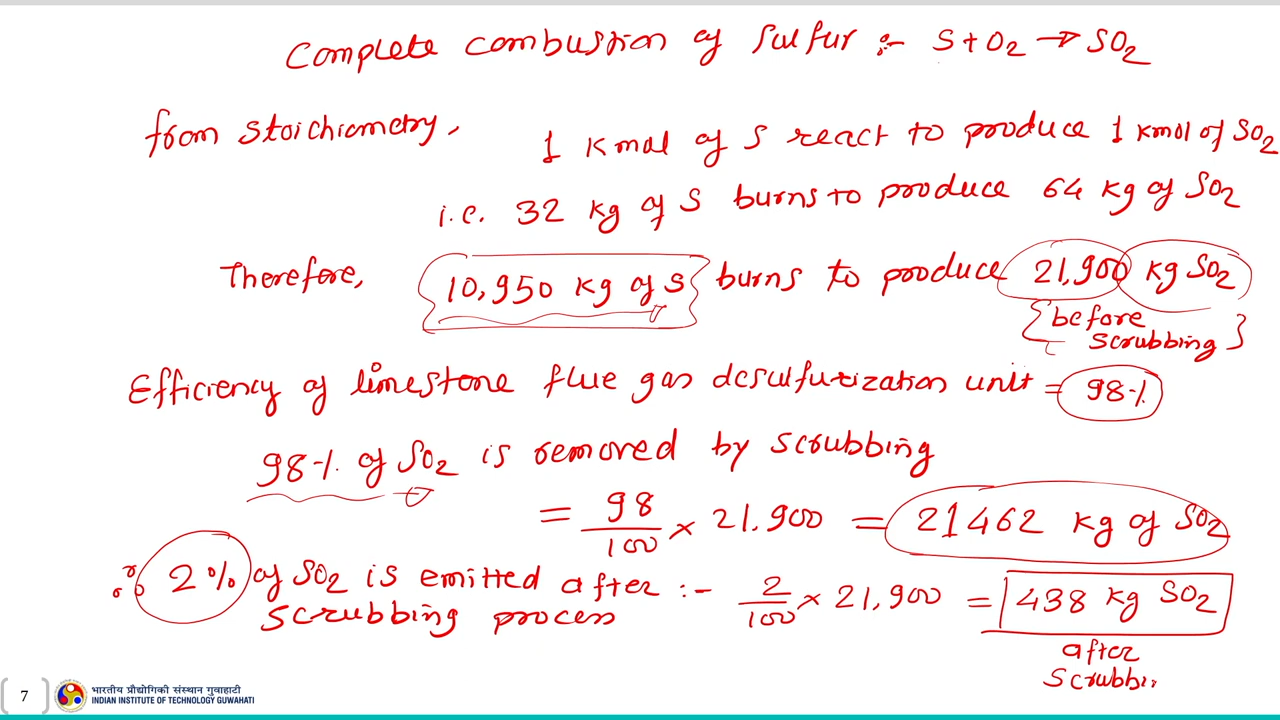 Complete combustion of sulfur :- S + O2 → SO2
from stoichiometry, 1 Kmol of S react to produce 1 Kmol of SO2
i.e. 32 kg of S burns to produce 64 kg of SO2
Therefore, 10,950 kg of S burns to produce 21,900 kg SO2
{before scrubbing}
Efficiency of limestone flue gas desulfurization unit = 98%
98% of SO2 is removed by scrubbing
= 98/100 × 21,900 = 21462 kg of SO2
∴ 2% of SO2 is emitted after scrubbing process :- 2/100 × 21,900 = 438 kg SO2
after
scrubbi
7
भारतीय प्रौद्योगिकी संस्थान गुवाहाटी
INDIAN INSTITUTE OF TECHNOLOGY GUWAHATI